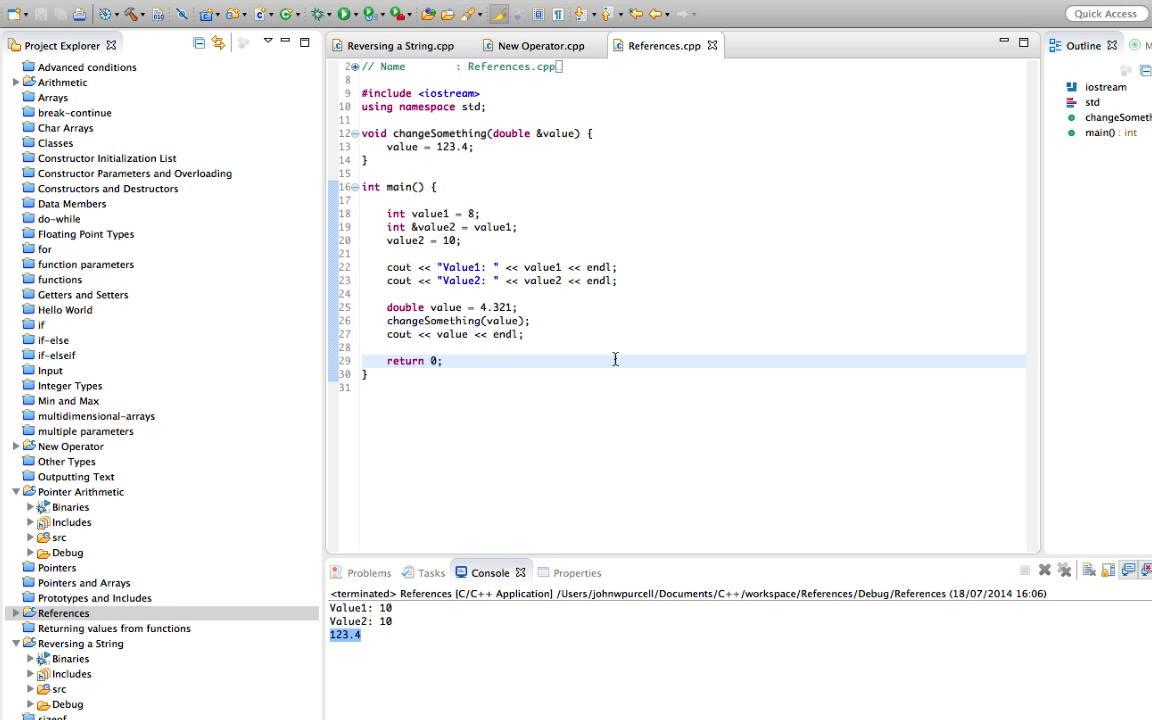 Quick Access
Project Explorer
Advanced conditions
Arithmetic
Arrays
break-continue
Char Arrays
Classes
Constructor Initialization List
Constructor Parameters and Overloading
Constructors and Destructors
Data Members
do-while
Floating Point Types
for
function parameters
functions
Getters and Setters
Hello World
if
if-else
if-elseif
Input
Integer Types
Min and Max
multidimensional-arrays
multiple parameters
New Operator
Other Types
Outputting Text
Pointer Arithmetic
Binaries
Includes
src
Debug
Pointers
Pointers and Arrays
Prototypes and Includes
References
Returning values from functions
Reversing a String
Binaries
Includes
src
Debug
sizeof
Reversing a String.cpp New Operator.cpp References.cpp
2 // Name : References.cpp
8
9 #include <iostream>
10 using namespace std;
11
12 void changeSomething(double &value) {
13 value = 123.4;
14 }
15
16 int main() {
17
18 int value1 = 8;
19 int &value2 = value1;
20 value2 = 10;
21
22 cout << "Value1: " << value1 << endl;
23 cout << "Value2: " << value2 << endl;
24
25 double value = 4.321;
26 changeSomething(value);
27 cout << value << endl;
28
29 return 0;
30 }
31
Outline M
iostream
std
changeSometh
main() : int
Problems Tasks Console Properties
<terminated> References [C/C++ Application] /Users/johnwpurcell/Documents/C++/workspace/References/Debug/References (18/07/2014 16:06)
Value1: 10
Value2: 10
123.4